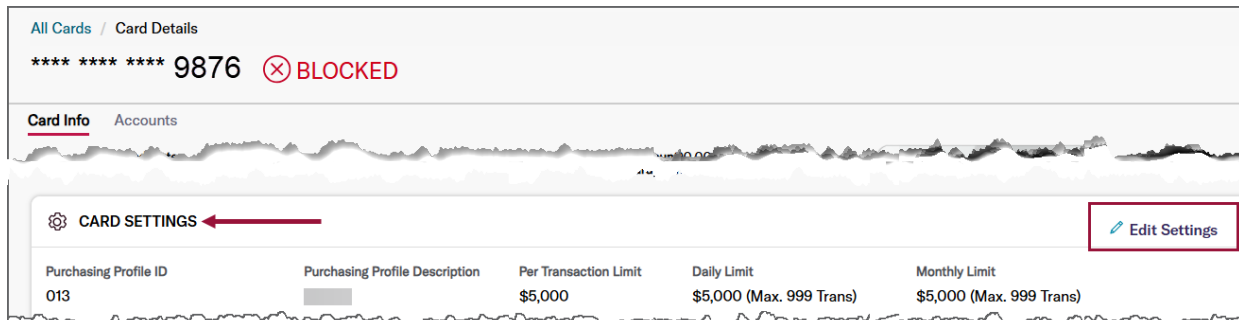 All Cards / Card Details
**** **** **** 9876 BLOCKED
Card Info Accounts
CARD SETTINGS Edit Settings
Purchasing Profile ID Purchasing Profile Description Per Transaction Limit Daily Limit Monthly Limit
013 $5,000 $5,000 (Max. 999 Trans) $5,000 (Max. 999 Trans)